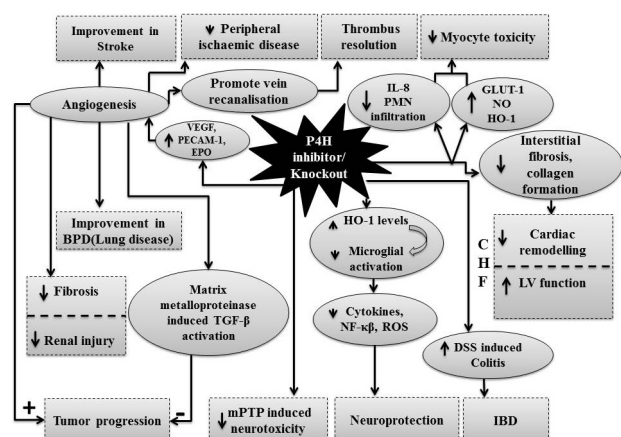 Improvement in
Stroke
Peripheral
ischaemic disease
Thrombus
resolution
Myocyte toxicity
Angiogenesis
Promote vein
recanalisation
IL-8
PMN
infiltration
GLUT-1
NO
HO-1
VEGF,
PECAM-1,
EPO
P4H
inhibitor/
Knockout
Interstitial
fibrosis,
collagen
formation
Improvement in
BPD(Lung disease)
HO-1 levels
Microglial
activation
C
H
F
Cardiac
remodelling
LV function
Fibrosis
Renal injury
Matrix
metalloproteinase
induced TGF-β
activation
Cytokines,
NF-κβ, ROS
DSS induced
Colitis
+
-
Tumor progression
mPTP induced
neurotoxicity
Neuroprotection
IBD